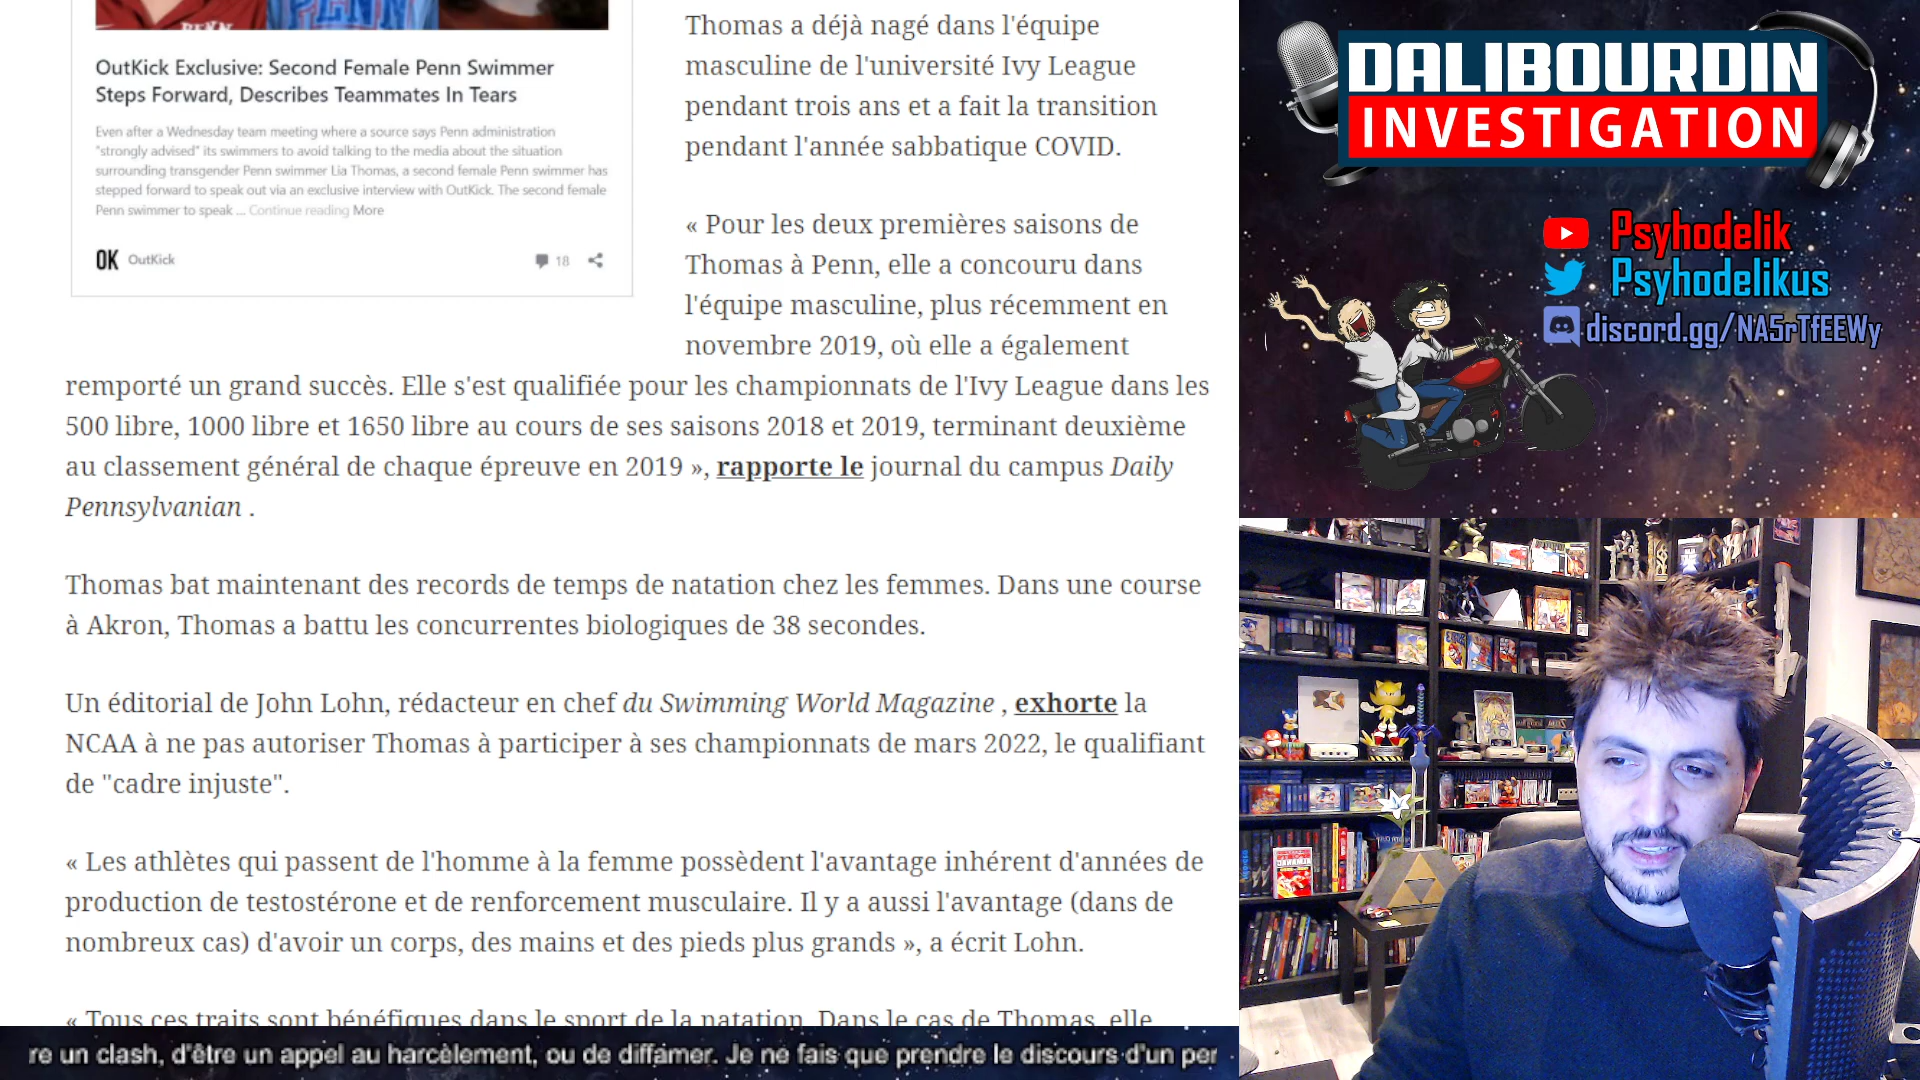 OutKick Exclusive: Second Female Penn Swimmer
Steps Forward, Describes Teammates In Tears
Even after a Wednesday team meeting where a source says Penn administration
"strongly advised" its swimmers to avoid talking to the media about the situation
surrounding transgender Penn swimmer Lia Thomas, a second female Penn swimmer has
stepped forward to speak out via an exclusive interview with OutKick. The second female
Penn swimmer to speak ... Continue reading More
OK OutKick 18
Thomas a déjà nagé dans l'équipe
masculine de l'université Ivy League
pendant trois ans et a fait la transition
pendant l'année sabbatique COVID.
« Pour les deux premières saisons de
Thomas à Penn, elle a concouru dans
l'équipe masculine, plus récemment en
novembre 2019, où elle a également
remporté un grand succès. Elle s'est qualifiée pour les championnats de l'Ivy League dans les
500 libre, 1000 libre et 1650 libre au cours de ses saisons 2018 et 2019, terminant deuxième
au classement général de chaque épreuve en 2019 », rapporte le journal du campus Daily
Pennsylvanian .
Thomas bat maintenant des records de temps de natation chez les femmes. Dans une course
à Akron, Thomas a battu les concurrentes biologiques de 38 secondes.
Un éditorial de John Lohn, rédacteur en chef du Swimming World Magazine , exhorte la
NCAA à ne pas autoriser Thomas à participer à ses championnats de mars 2022, le qualifiant
de "cadre injuste".
« Les athlètes qui passent de l'homme à la femme possèdent l'avantage inhérent d'années de
production de testostérone et de renforcement musculaire. Il y a aussi l'avantage (dans de
nombreux cas) d'avoir un corps, des mains et des pieds plus grands », a écrit Lohn.
« Tous ces traits sont bénéfiques dans le sport de la natation. Dans le cas de Thomas, elle
re un clash, d'être un appel au harcèlement, ou de diffamer. Je ne fais que prendre le discours d'un per
DALIBOURDIN
INVESTIGATION
Psyhodelik
Psyhodelikus
discord.gg/NA5rTfEEWy